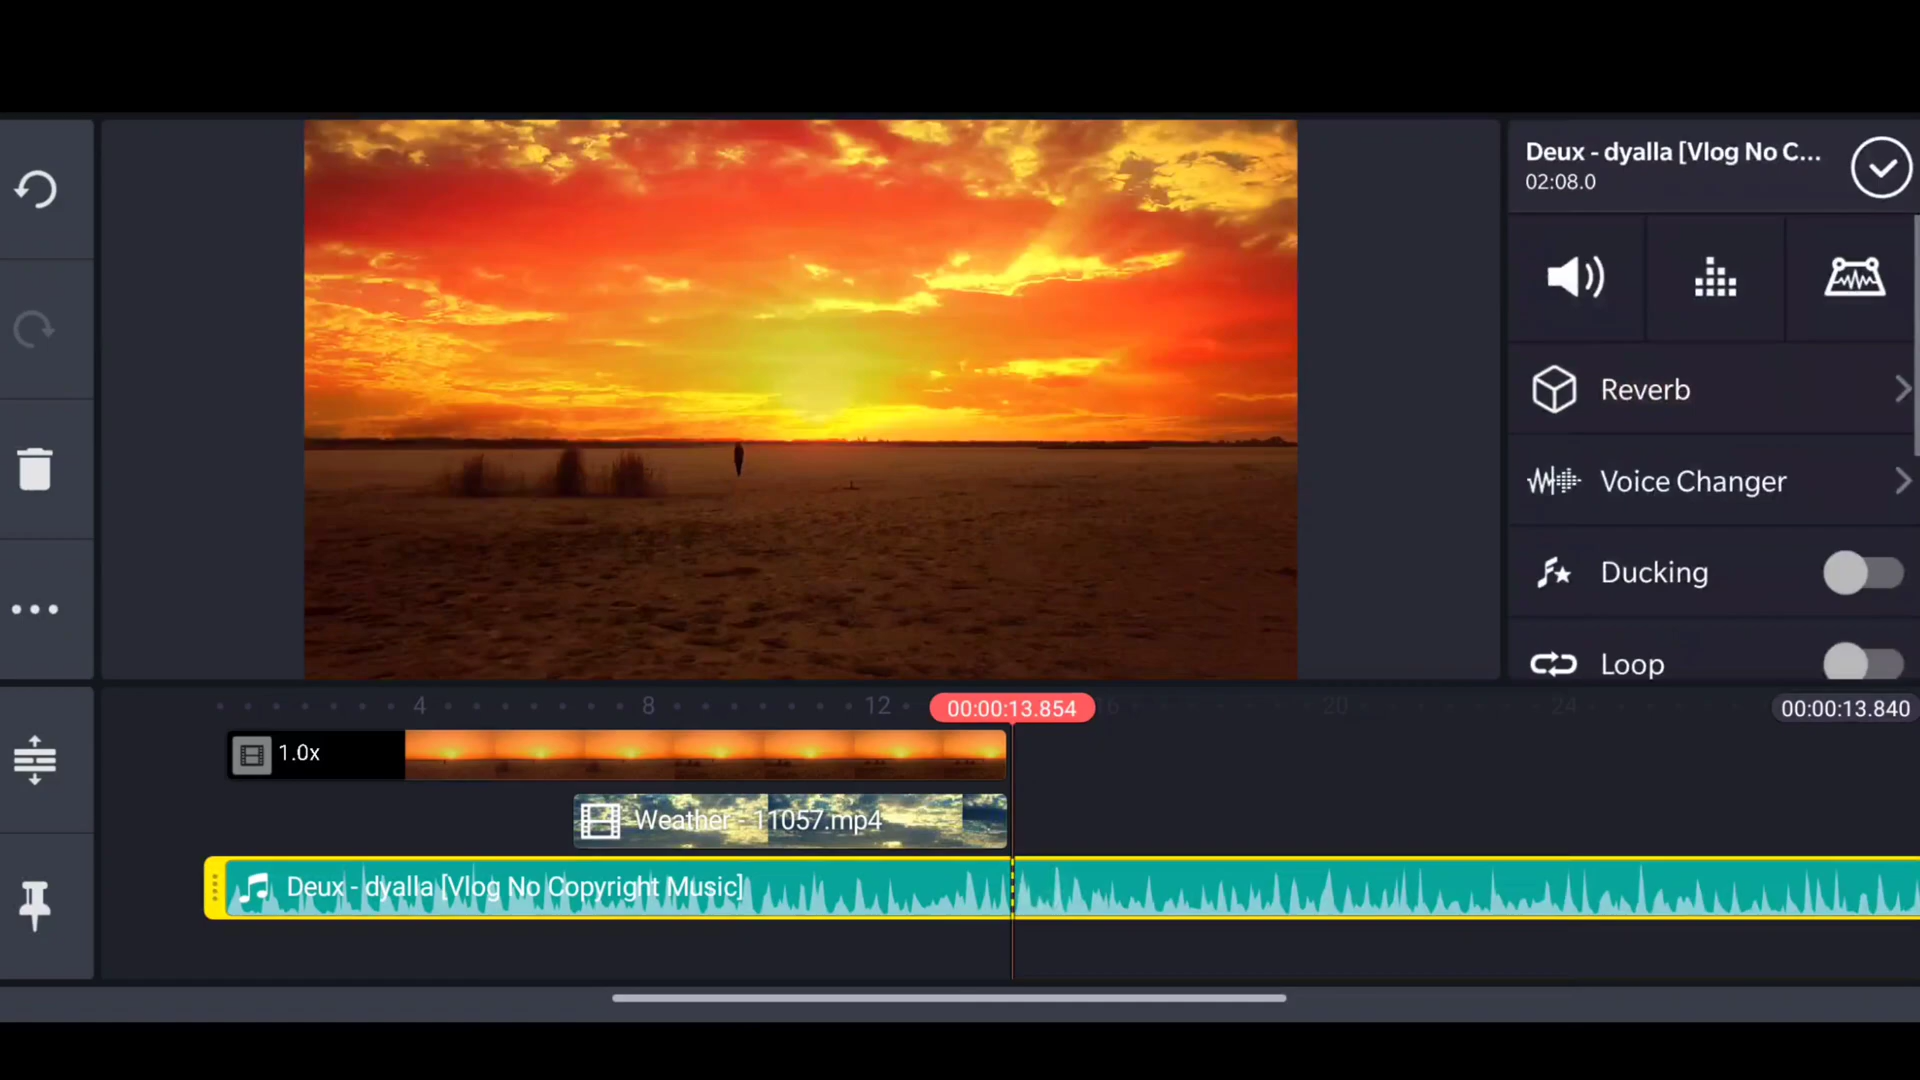 Deux - dyalla [Vlog No C...
02:08.0
Reverb
Voice Changer
Ducking
Loop
4
8
12
00:00:13.854
16
20
24
00:00:13.840
1.0x
Weather - 11057.mp4
Deux - dyalla [Vlog No Copyright Music]